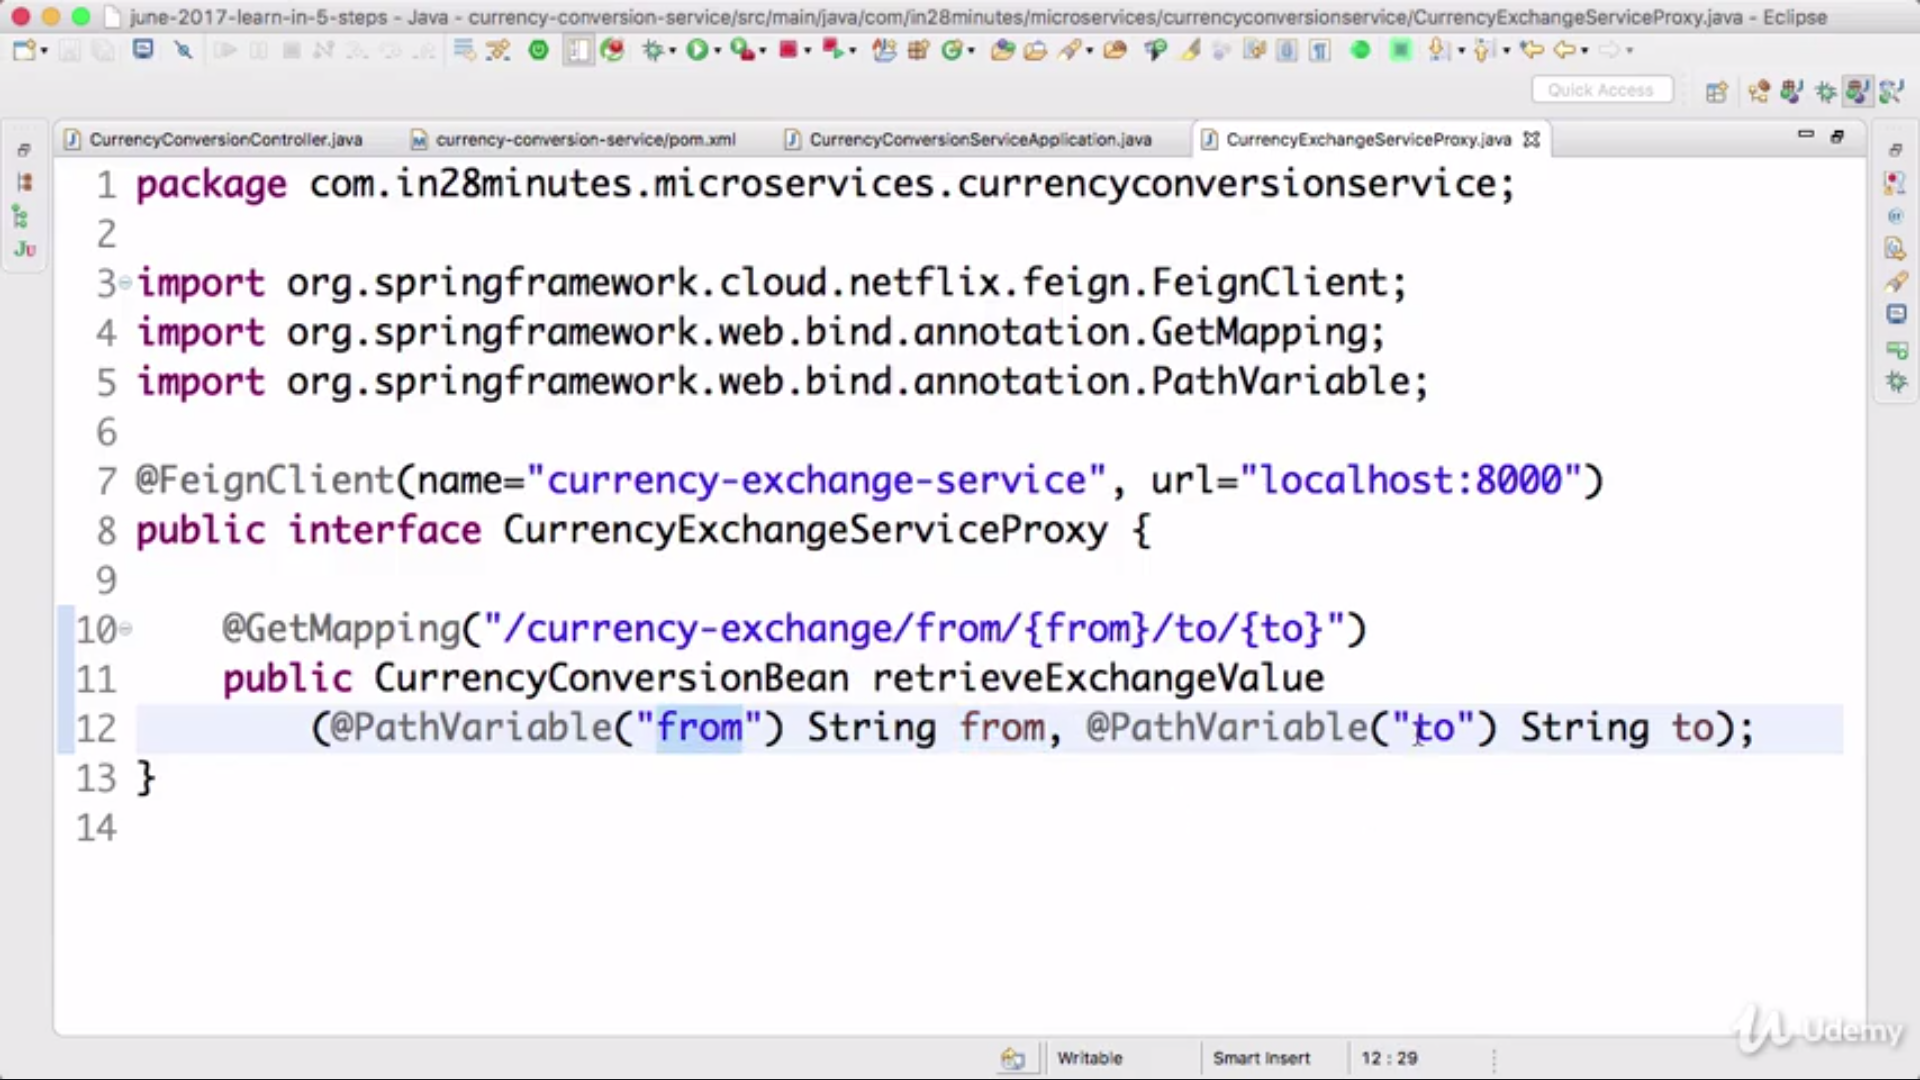 june-2017-learn-in-5-steps - Java - currency-conversion-service/src/main/java/com/in28minutes/microservices/currencyconversionservice/CurrencyExchangeServiceProxy.java - Eclipse
Quick Access
CurrencyConversionController.java
currency-conversion-service/pom.xml
CurrencyConversionServiceApplication.java
CurrencyExchangeServiceProxy.java
Ju
1 package com.in28minutes.microservices.currencyconversionservice;
2
3 import org.springframework.cloud.netflix.feign.FeignClient;
4 import org.springframework.web.bind.annotation.GetMapping;
5 import org.springframework.web.bind.annotation.PathVariable;
6
7 @FeignClient(name="currency-exchange-service", url="localhost:8000")
8 public interface CurrencyExchangeServiceProxy {
9
10 @GetMapping("/currency-exchange/from/{from}/to/{to}")
11 public CurrencyConversionBean retrieveExchangeValue
12 (@PathVariable("from") String from, @PathVariable("to") String to);
13 }
14
Udemy
Writable
Smart Insert
12 : 29